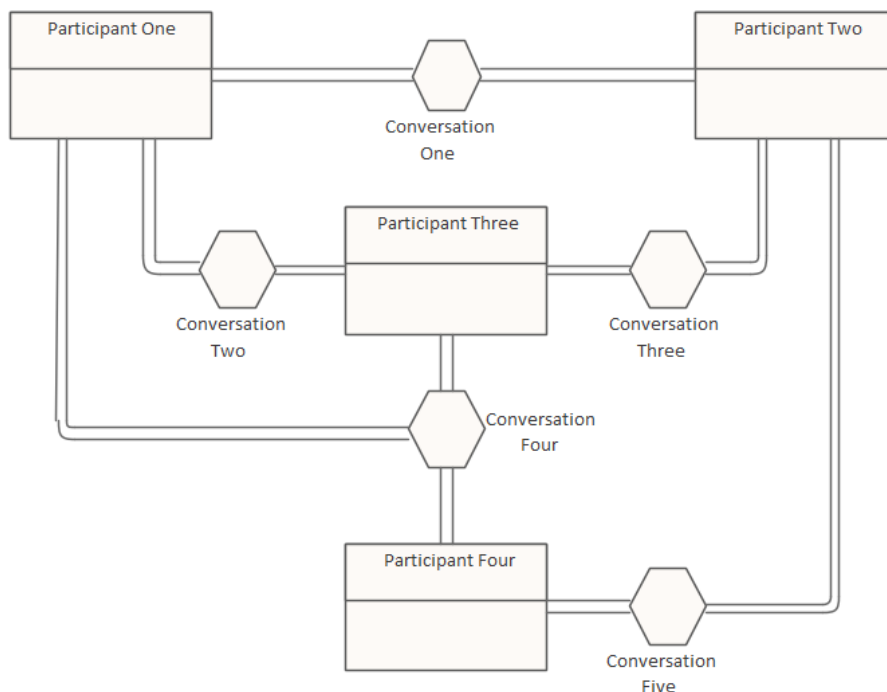 Participant One
Participant Two
Conversation
One
Participant Three
Conversation
Two
Conversation
Three
Conversation
Four
Participant Four
Conversation
Five